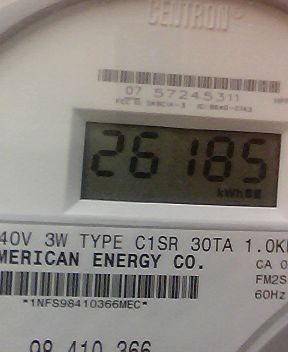 CENTRON®
07 57245311
26185
kWh
40V 3W TYPE C1SR 30TA 1.0K
MERICAN ENERGY CO.
CA 0
FM2S
60Hz
*1NFS98410366MEC*
98 410 366